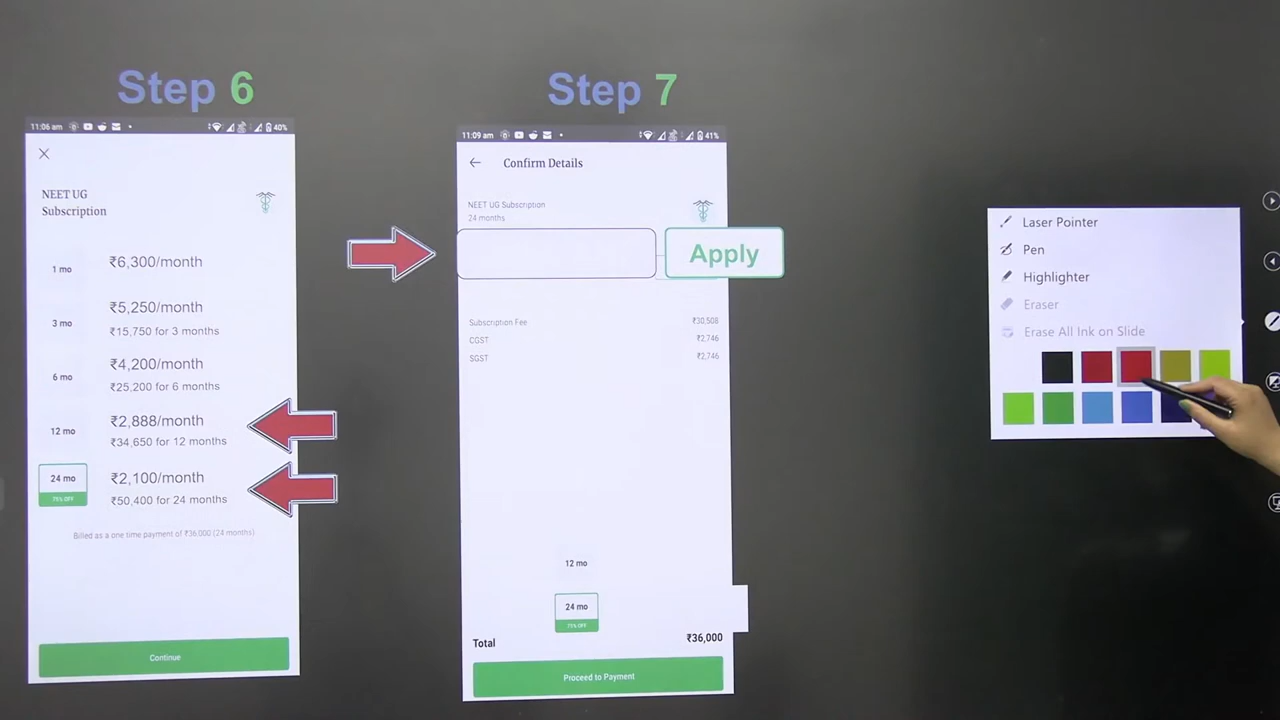 Step 6
11:06 am
40%
NEET UG
Subscription
1 mo
₹6,300/month
3 mo
₹5,250/month
₹15,750 for 3 months
6 mo
₹4,200/month
₹25,200 for 6 months
12 mo
₹2,888/month
₹34,650 for 12 months
24 mo
75% OFF
₹2,100/month
₹50,400 for 24 months
Billed as a one time payment of ₹36,000 (24 months)
Continue
Step 7
11:09 am
41%
Confirm Details
NEET UG Subscription
24 months
Apply
Subscription Fee ₹30,508
CGST ₹2,746
SGST ₹2,746
12 mo
24 mo
75% OFF
Total ₹36,000
Proceed to Payment
Laser Pointer
Pen
Highlighter
Eraser
Erase All Ink on Slide